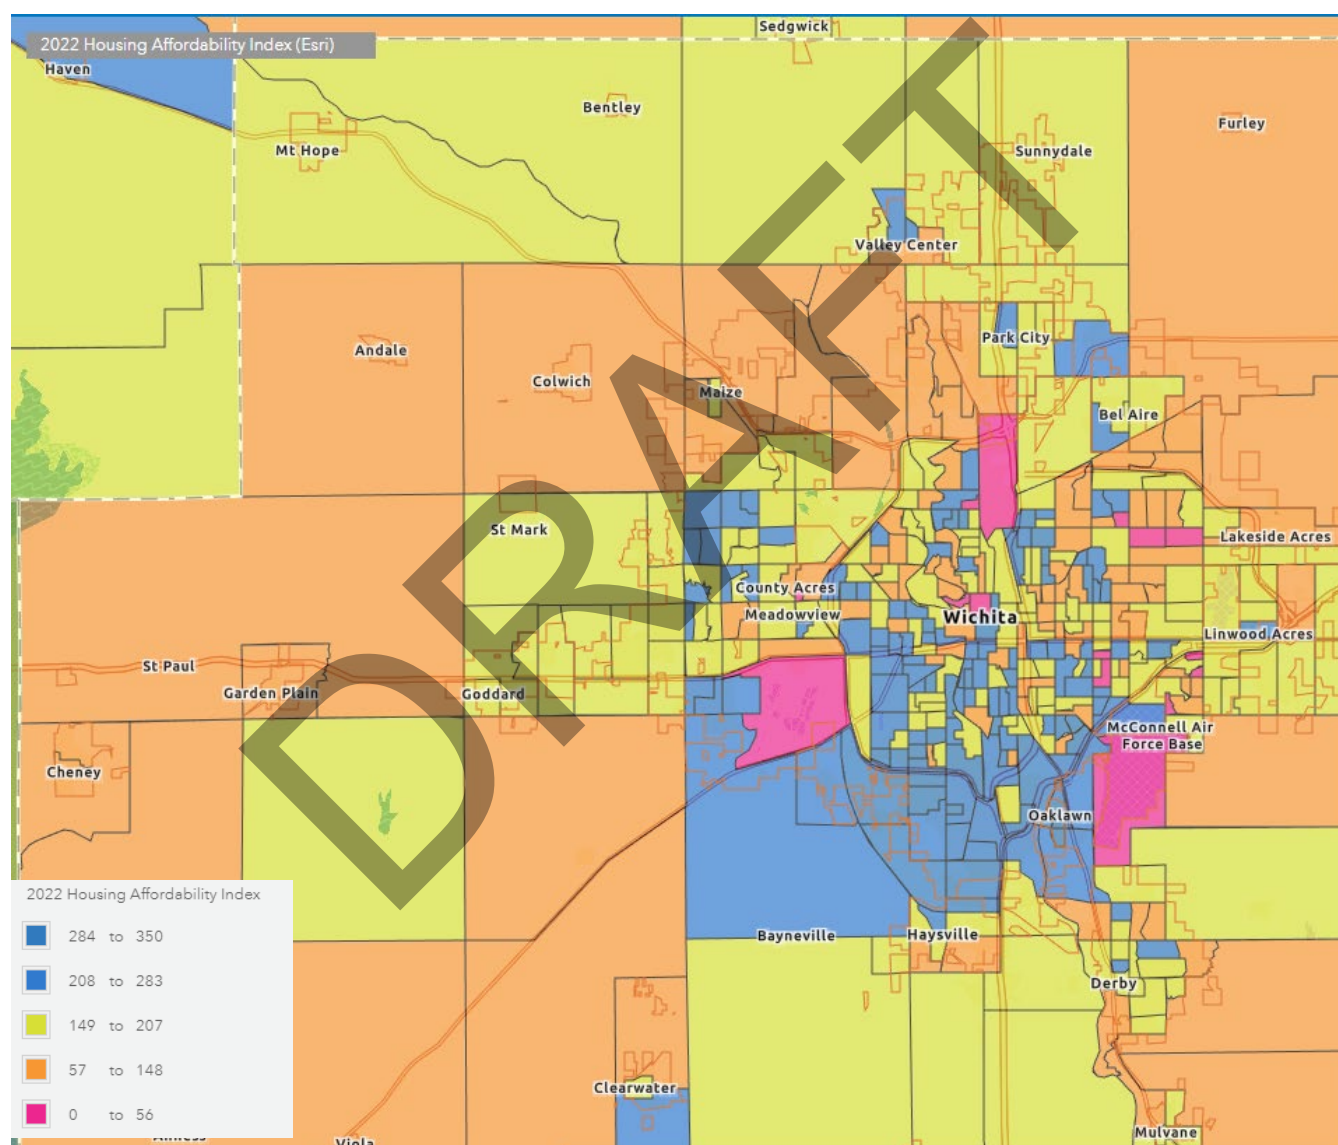 Sedgwick
2022 Housing Affordability Index (Esri)
Haven
Bentley
Furley
Mt Hope
Sunnydale
Valley Center
Park City
Andale
Colwich
Maize
Bel Aire
St Mark
Lakeside Acres
County Acres
Meadowview
Wichita
Linwood Acres
St Paul
Garden Plain
Goddard
McConnell Air
Force Base
Cheney
Oaklawn
Bayneville
Haysville
Derby
Clearwater
Mulvane
Viola
DRAFT
2022 Housing Affordability Index
284 to 350
208 to 283
149 to 207
57 to 148
0 to 56